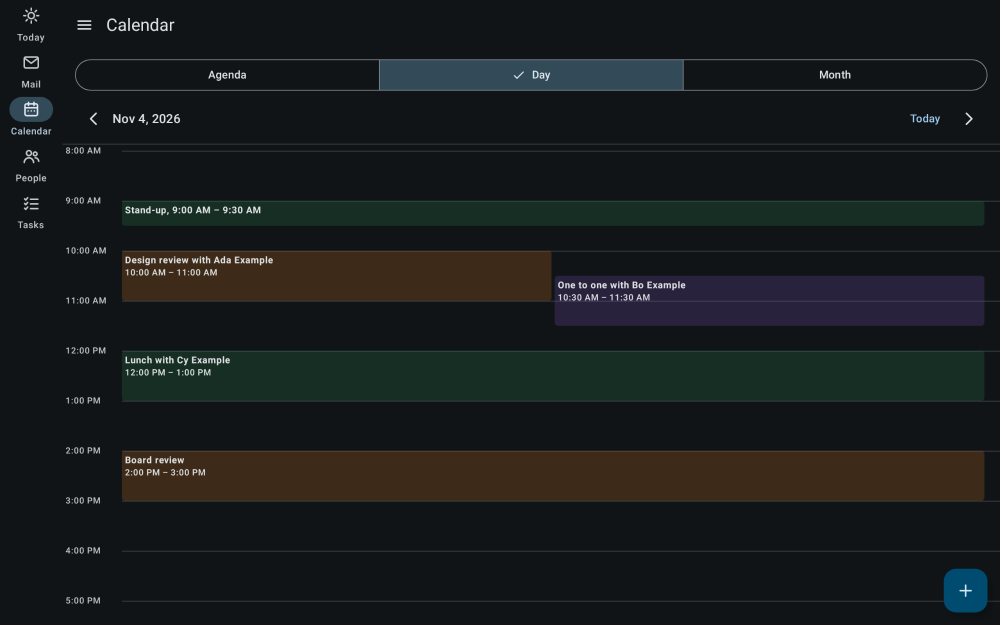 Today
Mail
Calendar
People
Tasks
Calendar
Agenda
Day
Month
Nov 4, 2026
Today
8:00 AM
9:00 AM
Stand-up, 9:00 AM – 9:30 AM
10:00 AM
Design review with Ada Example
10:00 AM – 11:00 AM
One to one with Bo Example
10:30 AM – 11:30 AM
11:00 AM
12:00 PM
Lunch with Cy Example
12:00 PM – 1:00 PM
1:00 PM
2:00 PM
Board review
2:00 PM – 3:00 PM
3:00 PM
4:00 PM
5:00 PM